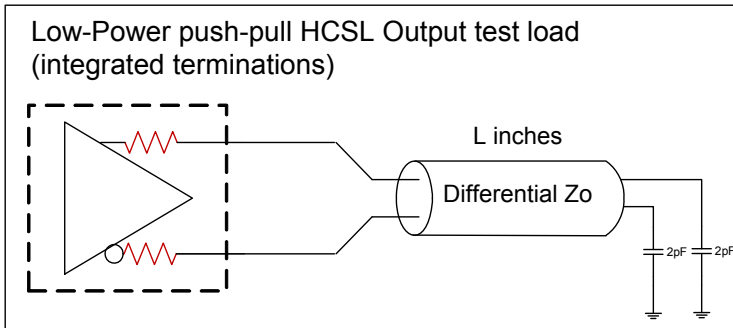 Low-Power push-pull HCSL Output test load
(integrated terminations)
L inches
Differential Zo
2pF 2pF